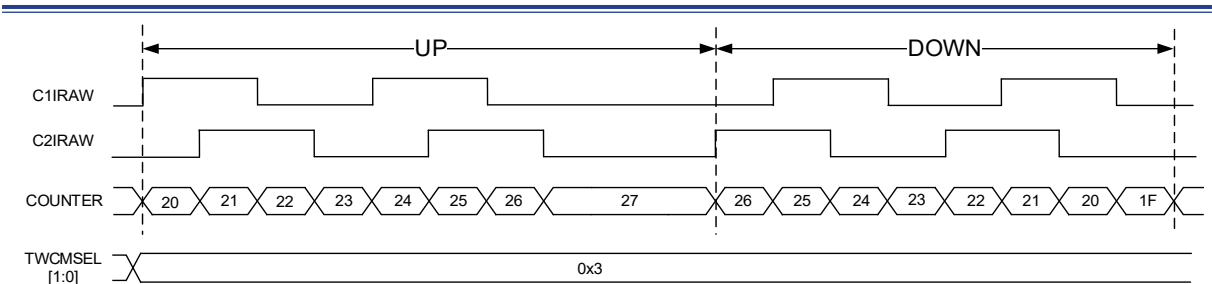 UP DOWN
C1IRAW
C2IRAW
COUNTER 20 21 22 23 24 25 26 27 26 25 24 23 22 21 20 1F
TWCMSEL
[1:0]
0x3